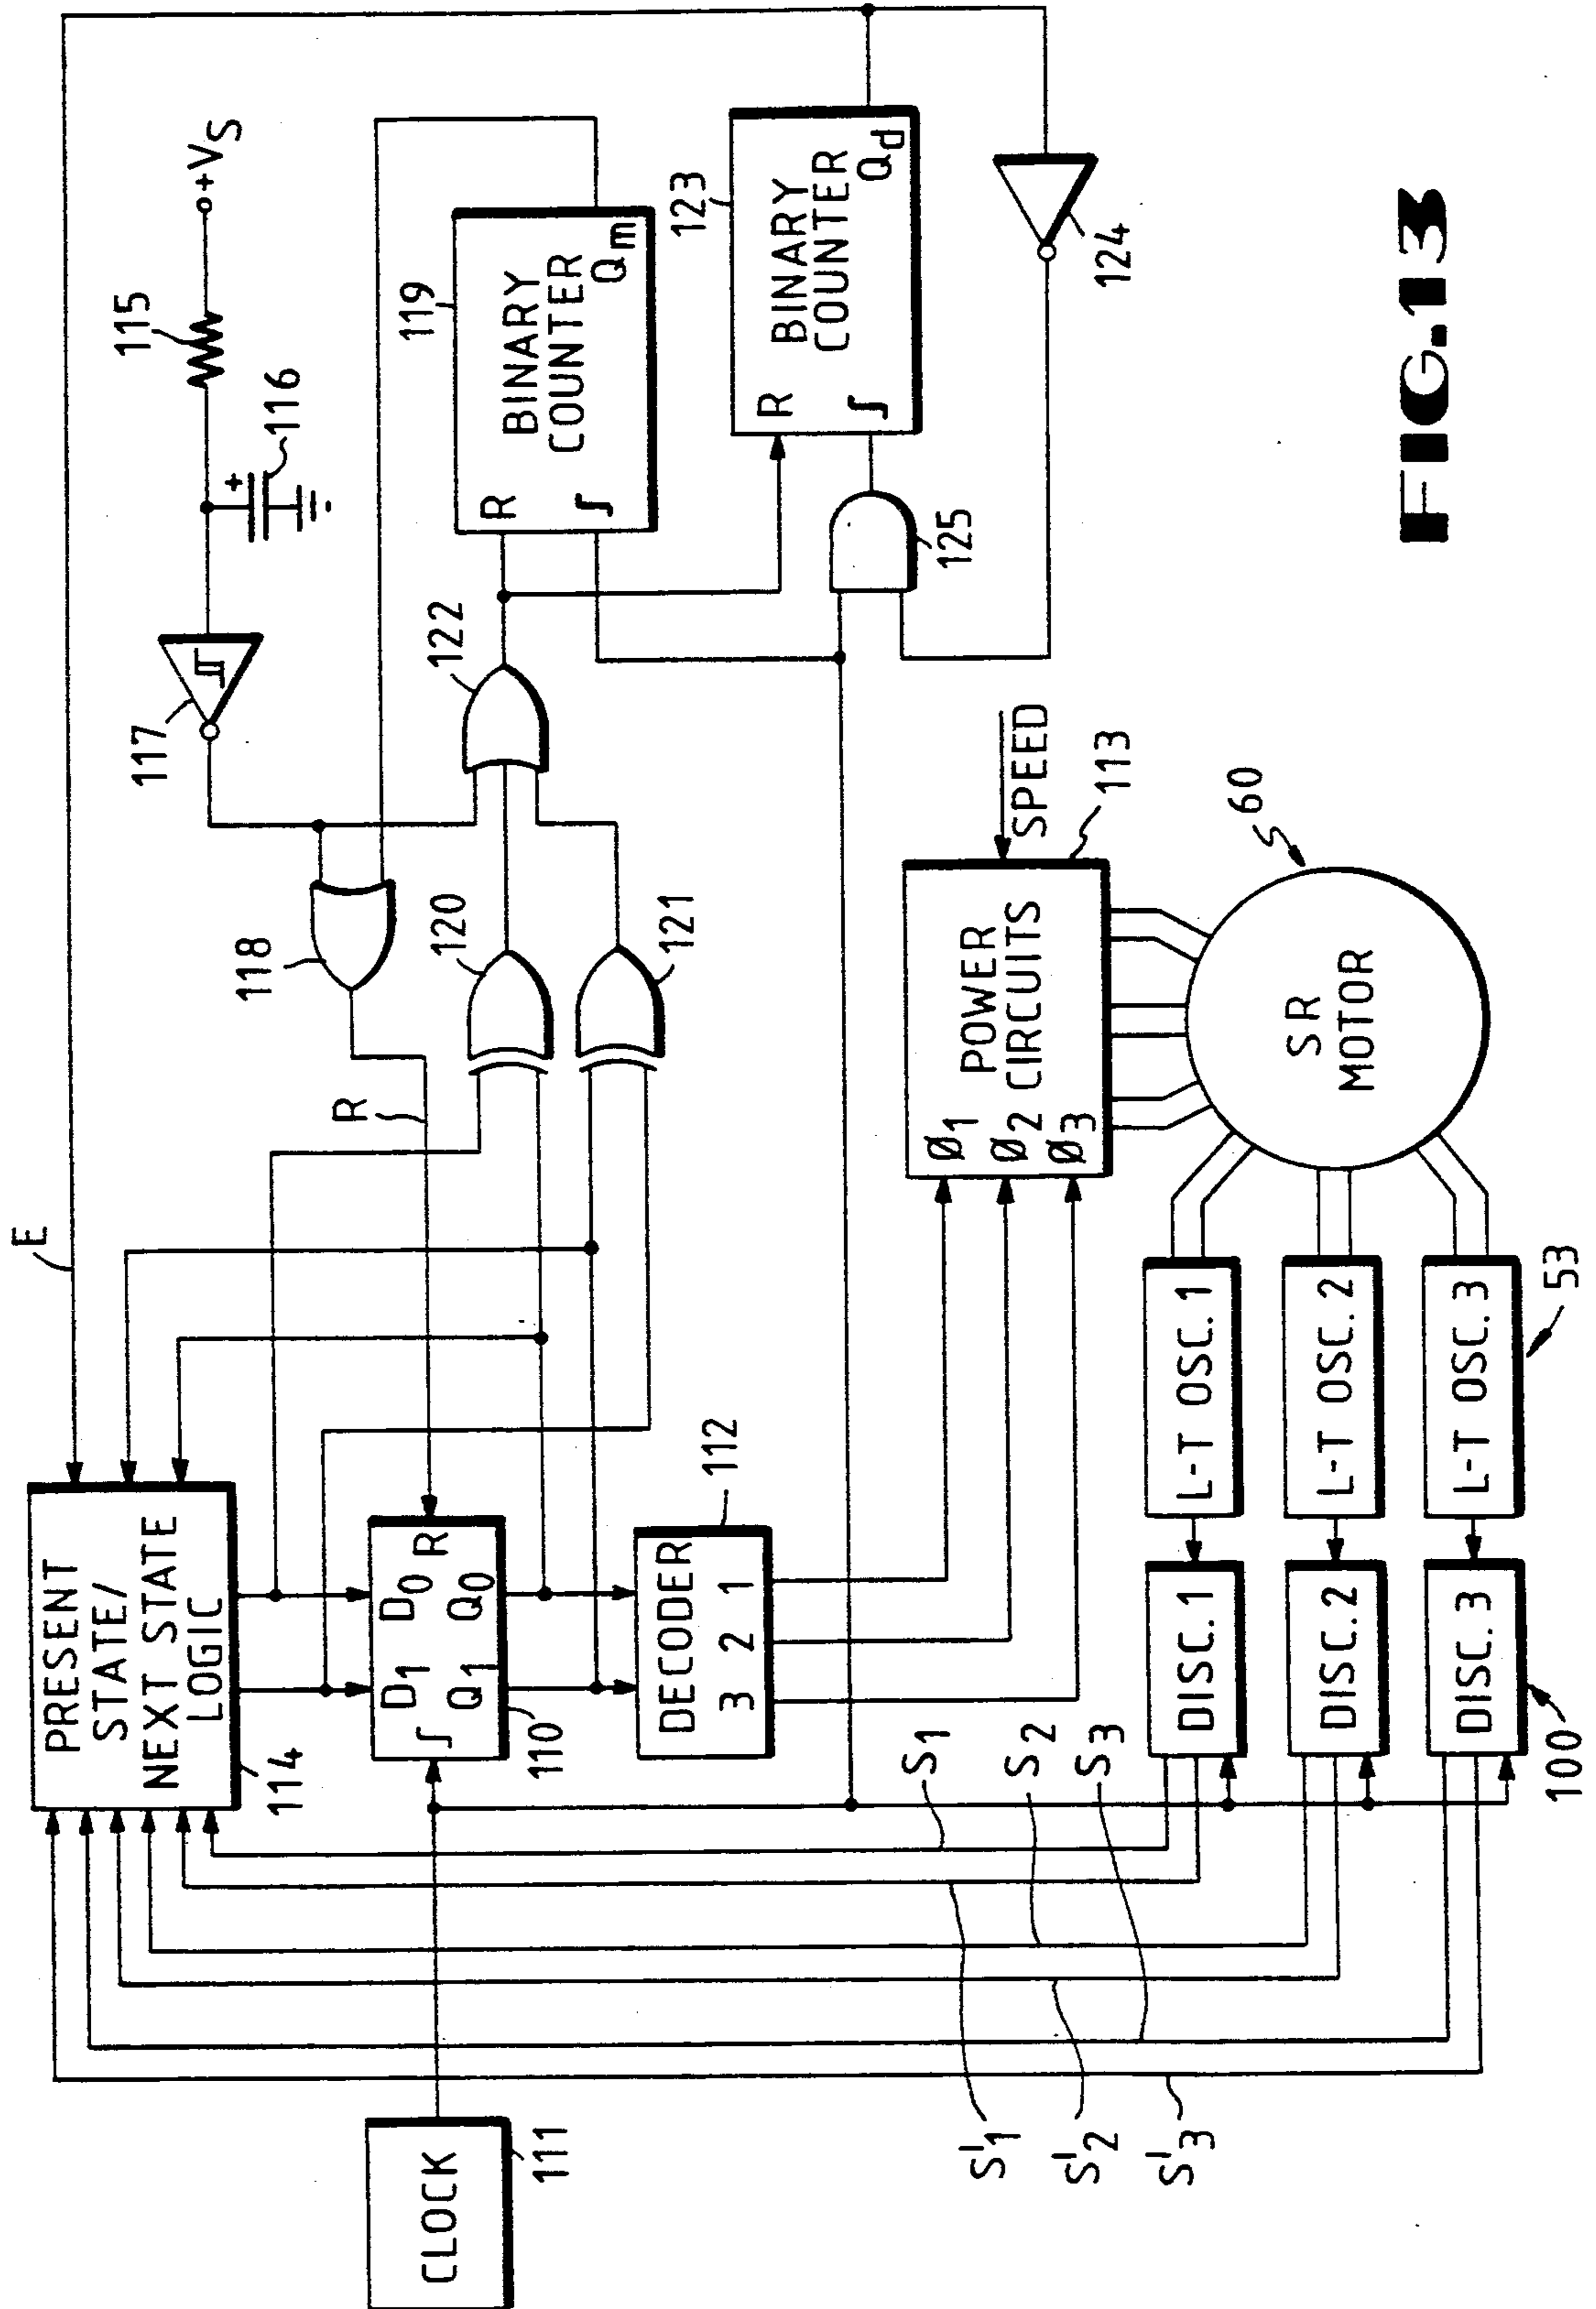 E
+VS
115
116
117
118
R
PRESENT
STATE/
NEXT STATE
LOGIC
114
D1 D0 R
Q1 Q0
110
CLOCK
111
DECODER
3 2 1
112
120
121
122
119
R
BINARY
COUNTER
Qm
123
R
BINARY
COUNTER
Qd
124
125
SPEED
113
POWER
CIRCUITS
Ø1
Ø2
Ø3
60
SR
MOTOR
L-T OSC. 1
L-T OSC. 2
L-T OSC. 3
53
DISC. 1
DISC. 2
DISC. 3
100
S1
S2
S3
S'1
S'2
S'3
FIG.13